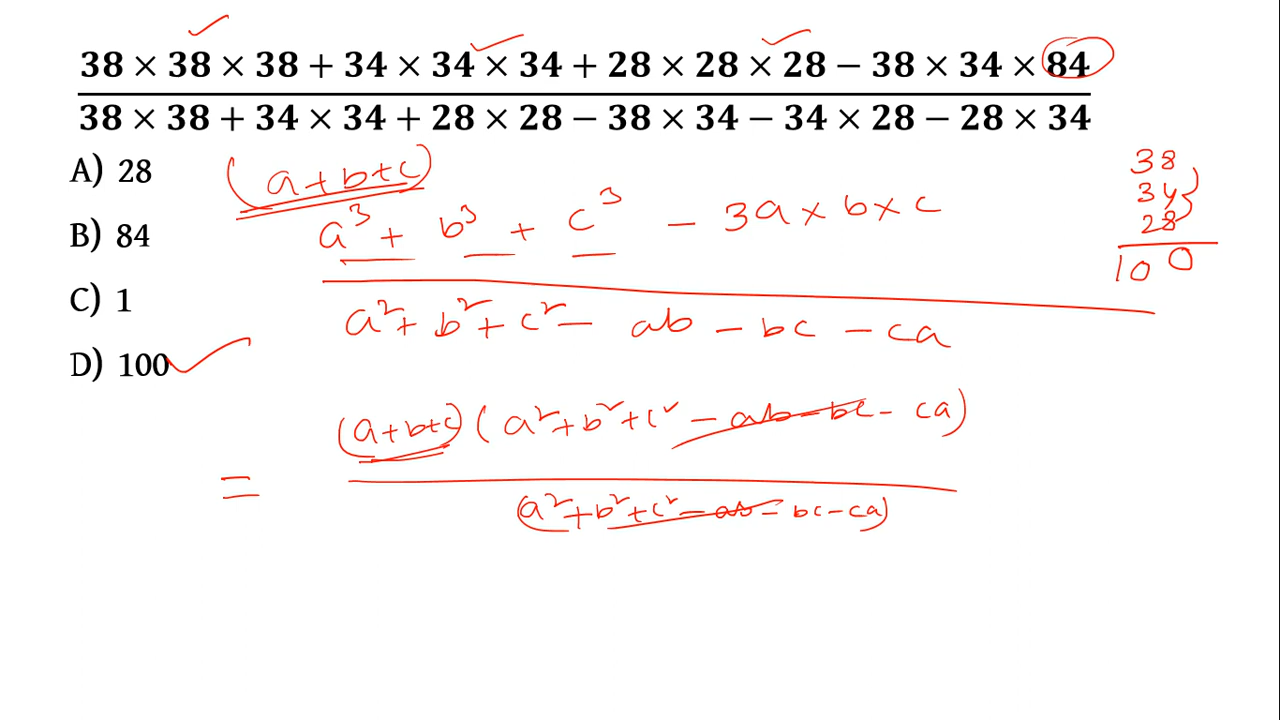 38 × 38 × 38 + 34 × 34 × 34 + 28 × 28 × 28 − 38 × 34 × 84
38 × 38 + 34 × 34 + 28 × 28 − 38 × 34 − 34 × 28 − 28 × 34
A) 28
B) 84
C) 1
D) 100
(a+b+c)
a³ + b³ + c³ − 3a × b × c
a² + b² + c² − ab − bc − ca
38
34
28
100
= (a+b+c) (a² + b² + c² − ab − bc − ca)
(a² + b² + c² − ab − bc − ca)